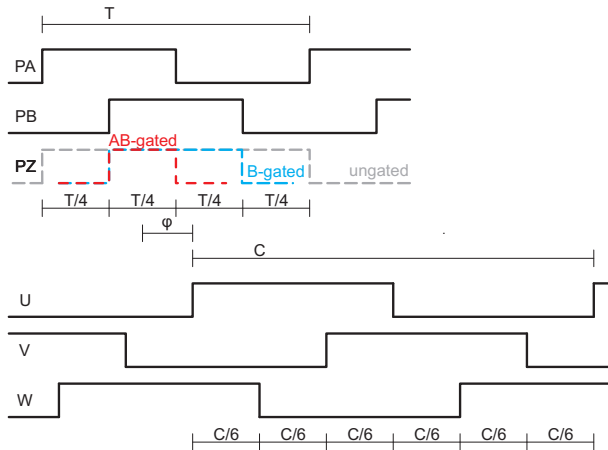 T
PA
PB
AB-gated
PZ
B-gated
ungated
T/4 T/4 T/4 T/4
φ
C
U
V
W
C/6 C/6 C/6 C/6 C/6 C/6